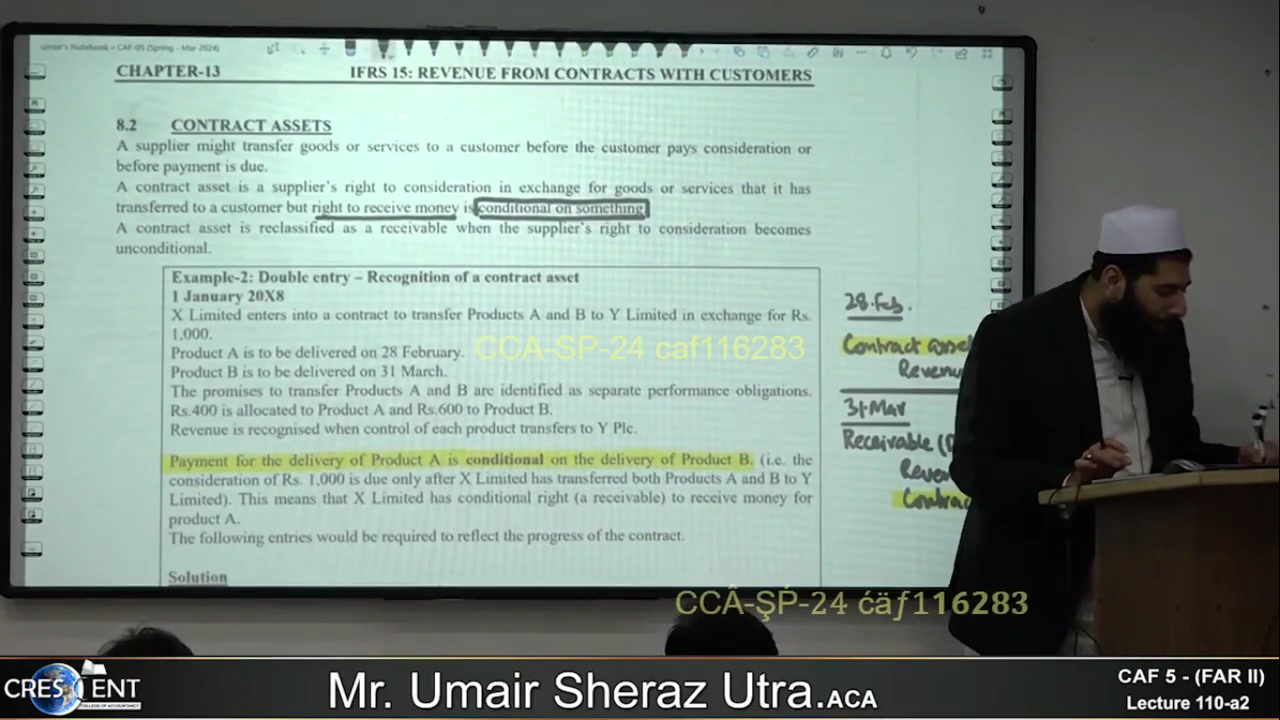 umair's Notebook > CAF-05 (Spring - Mar 2024)
CHAPTER-13 IFRS 15: REVENUE FROM CONTRACTS WITH CUSTOMERS
8.2 CONTRACT ASSETS
A supplier might transfer goods or services to a customer before the customer pays consideration or
before payment is due.
A contract asset is a supplier's right to consideration in exchange for goods or services that it has
transferred to a customer but right to receive money is conditional on something.
A contract asset is reclassified as a receivable when the supplier's right to consideration becomes
unconditional.
Example-2: Double entry – Recognition of a contract asset
1 January 20X8
X Limited enters into a contract to transfer Products A and B to Y Limited in exchange for Rs.
1,000.
Product A is to be delivered on 28 February.
Product B is to be delivered on 31 March.
The promises to transfer Products A and B are identified as separate performance obligations.
Rs.400 is allocated to Product A and Rs.600 to Product B.
Revenue is recognised when control of each product transfers to Y Plc.
Payment for the delivery of Product A is conditional on the delivery of Product B. (i.e. the
consideration of Rs. 1,000 is due only after X Limited has transferred both Products A and B to Y
Limited). This means that X Limited has conditional right (a receivable) to receive money for
product A.
The following entries would be required to reflect the progress of the contract.
Solution
28.Feb.
Contract asse
Revenu
31-Mar
Receivable (
Reven
Contrac
CCA-SP-24 caf116283
CCÂ-ŞṔ-24 ćäƒ116283
CRESCENT
COLLEGE OF ACCOUNTANCY
Mr. Umair Sheraz Utra.ACA
CAF 5 - (FAR II)
Lecture 110-a2